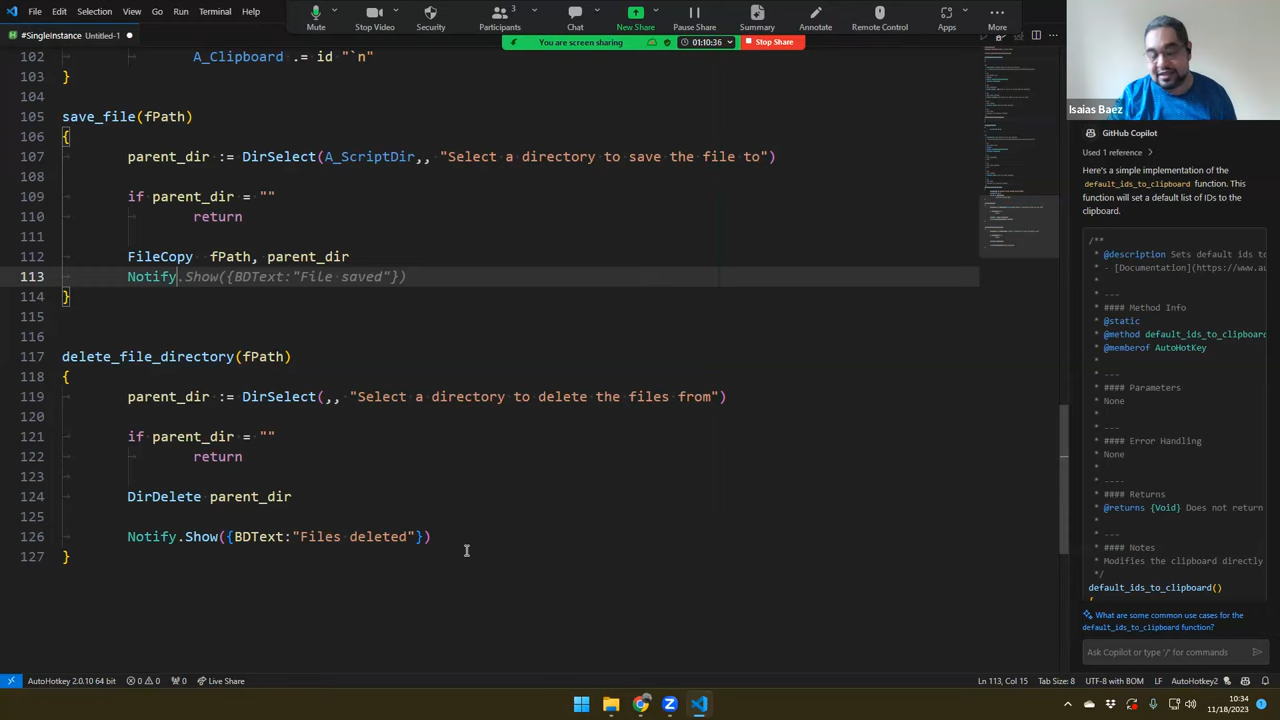 File Edit Selection View Go Run Terminal Help
Mute Stop Video Security Participants 3 Chat New Share Pause Share Summary Annotate Remote Control Apps More
You are screen sharing 01:10:36 Stop Share
#SingleInstance Untitled-1
102 A_Clipboard := id "`n"
103 }
104
save_file(fPath)
106 {
107 parent_dir := DirSelect(A_ScriptDir,, "Select a directory to save the file to")
109 if parent_dir = ""
110 return
111
112 FileCopy fPath, parent_dir
113 Notify.Show({BDText:"File saved"})
114 }
115
116
117 delete_file_directory(fPath)
118 {
119 parent_dir := DirSelect(,, "Select a directory to delete the files from")
120
121 if parent_dir = ""
122 return
123
124 DirDelete parent_dir
125
126 Notify.Show({BDText:"Files deleted"})
127 }
Isaias Baez
GitHub Copilot
Used 1 reference
Here's a simple implementation of the
default_ids_to_clipboard function. This
function will set a default list of IDs to the
clipboard.
/**
* @description Sets default ids to
* - [Documentation](https://www.au
*
* ---
* #### Method Info
* @static
* @method default_ids_to_clipboard
* @memberof AutoHotKey
*
* ---
* #### Parameters
* None
*
* ---
* #### Error Handling
* None
*
* ----
* #### Returns
* @returns {Void} Does not return
*
* ---
* #### Notes
* Modifies the clipboard directly
*/
default_ids_to_clipboard()
{
What are some common use cases for the
default_ids_to_clipboard function?
Ask Copilot or type '/' for commands
AutoHotkey 2.0.10 64 bit 0 0 0 Live Share Ln 113, Col 15 Tab Size: 8 UTF-8 with BOM LF AutoHotkey2
10:34
11/18/2023